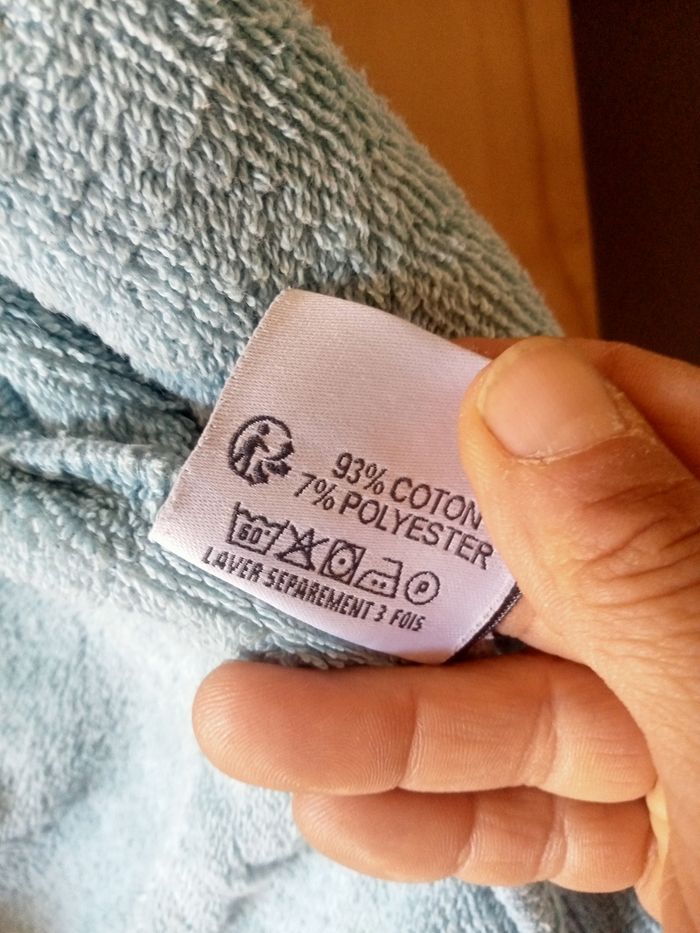 93% COTON
7% POLYESTER
60° P
LAVER SEPAREMENT 3 FOIS